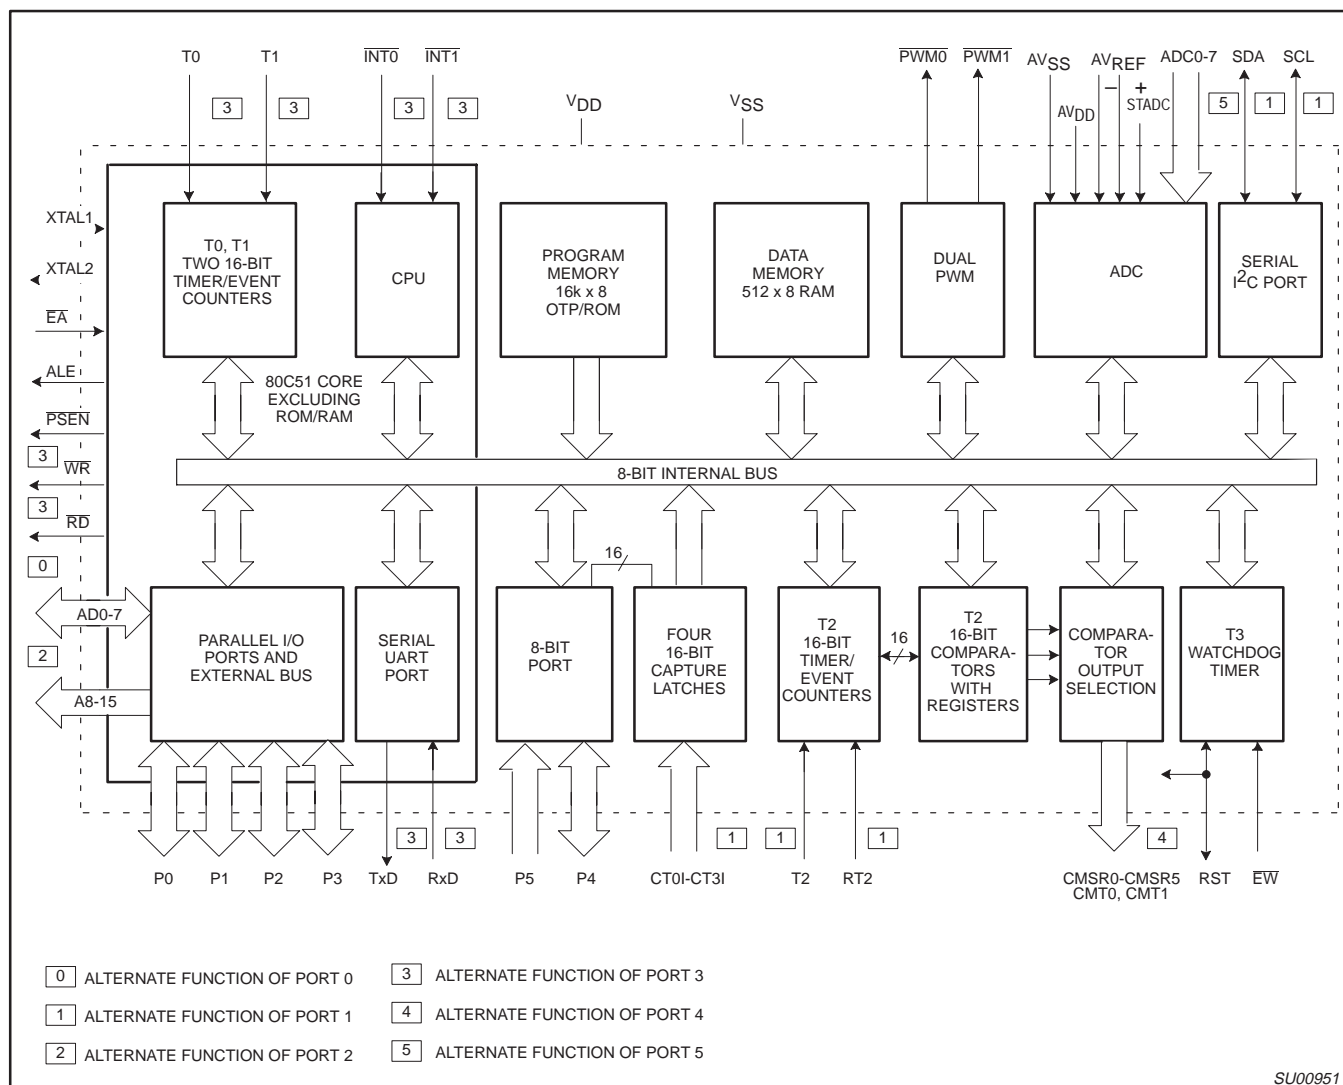 T0
T1
INT0
INT1
VDD
VSS
PWM0
PWM1
AVSS
AVDD
AVREF
– +
STADC
ADC0-7
SDA
SCL
3
3
3
3
5
1
1
XTAL1
XTAL2
EA
ALE
PSEN
3
WR
3
RD
0
AD0-7
2
A8-15
T0, T1
TWO 16-BIT
TIMER/EVENT
COUNTERS
CPU
PROGRAM
MEMORY
16k x 8
OTP/ROM
DATA
MEMORY
512 x 8 RAM
DUAL
PWM
ADC
SERIAL
I2C PORT
80C51 CORE
EXCLUDING
ROM/RAM
8-BIT INTERNAL BUS
PARALLEL I/O
PORTS AND
EXTERNAL BUS
SERIAL
UART
PORT
8-BIT
PORT
16
FOUR
16-BIT
CAPTURE
LATCHES
T2
16-BIT
TIMER/
EVENT
COUNTERS
16
T2
16-BIT
COMPARA-
TORS
WITH
REGISTERS
COMPARA-
TOR
OUTPUT
SELECTION
T3
WATCHDOG
TIMER
3
3
1
1
1
4
P0
P1
P2
P3
TxD
RxD
P5
P4
CT0I-CT3I
T2
RT2
CMSR0-CMSR5
CMT0, CMT1
RST
EW
0 ALTERNATE FUNCTION OF PORT 0
1 ALTERNATE FUNCTION OF PORT 1
2 ALTERNATE FUNCTION OF PORT 2
3 ALTERNATE FUNCTION OF PORT 3
4 ALTERNATE FUNCTION OF PORT 4
5 ALTERNATE FUNCTION OF PORT 5
SU00951